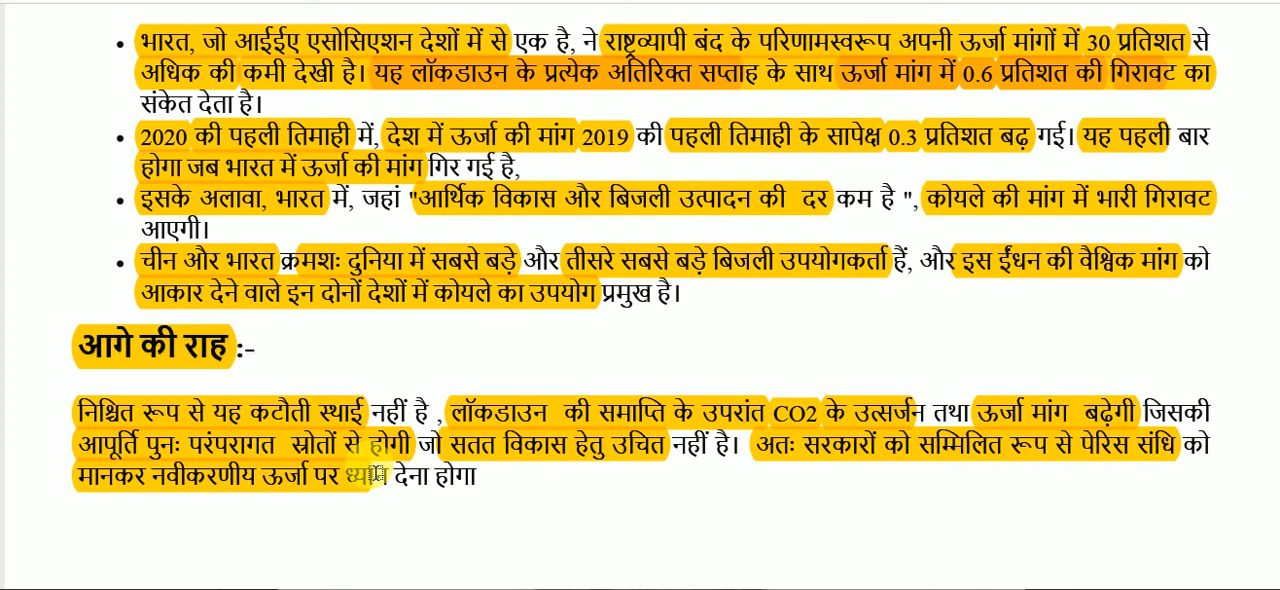 • भारत, जो आईईए एसोसिएशन देशों में से एक है, ने राष्ट्रव्यापी बंद के परिणामस्वरूप अपनी ऊर्जा मांगों में 30 प्रतिशत से
अधिक की कमी देखी है। यह लॉकडाउन के प्रत्येक अतिरिक्त सप्ताह के साथ ऊर्जा मांग में 0.6 प्रतिशत की गिरावट का
संकेत देता है।
• 2020 की पहली तिमाही में, देश में ऊर्जा की मांग 2019 की पहली तिमाही के सापेक्ष 0.3 प्रतिशत बढ़ गई। यह पहली बार
होगा जब भारत में ऊर्जा की मांग गिर गई है,
• इसके अलावा, भारत में, जहां "आर्थिक विकास और बिजली उत्पादन की दर कम है ", कोयले की मांग में भारी गिरावट
आएगी।
• चीन और भारत क्रमशः दुनिया में सबसे बड़े और तीसरे सबसे बड़े बिजली उपयोगकर्ता हैं, और इस ईंधन की वैश्विक मांग को
आकार देने वाले इन दोनों देशों में कोयले का उपयोग प्रमुख है।
आगे की राह :-
निश्चित रूप से यह कटौती स्थाई नहीं है , लॉकडाउन की समाप्ति के उपरांत CO2 के उत्सर्जन तथा ऊर्जा मांग बढ़ेगी जिसकी
आपूर्ति पुनः परंपरागत स्रोतों से होगी जो सतत विकास हेतु उचित नहीं है। अतः सरकारों को सम्मिलित रूप से पेरिस संधि को
मानकर नवीकरणीय ऊर्जा पर ध्यान देना होगा